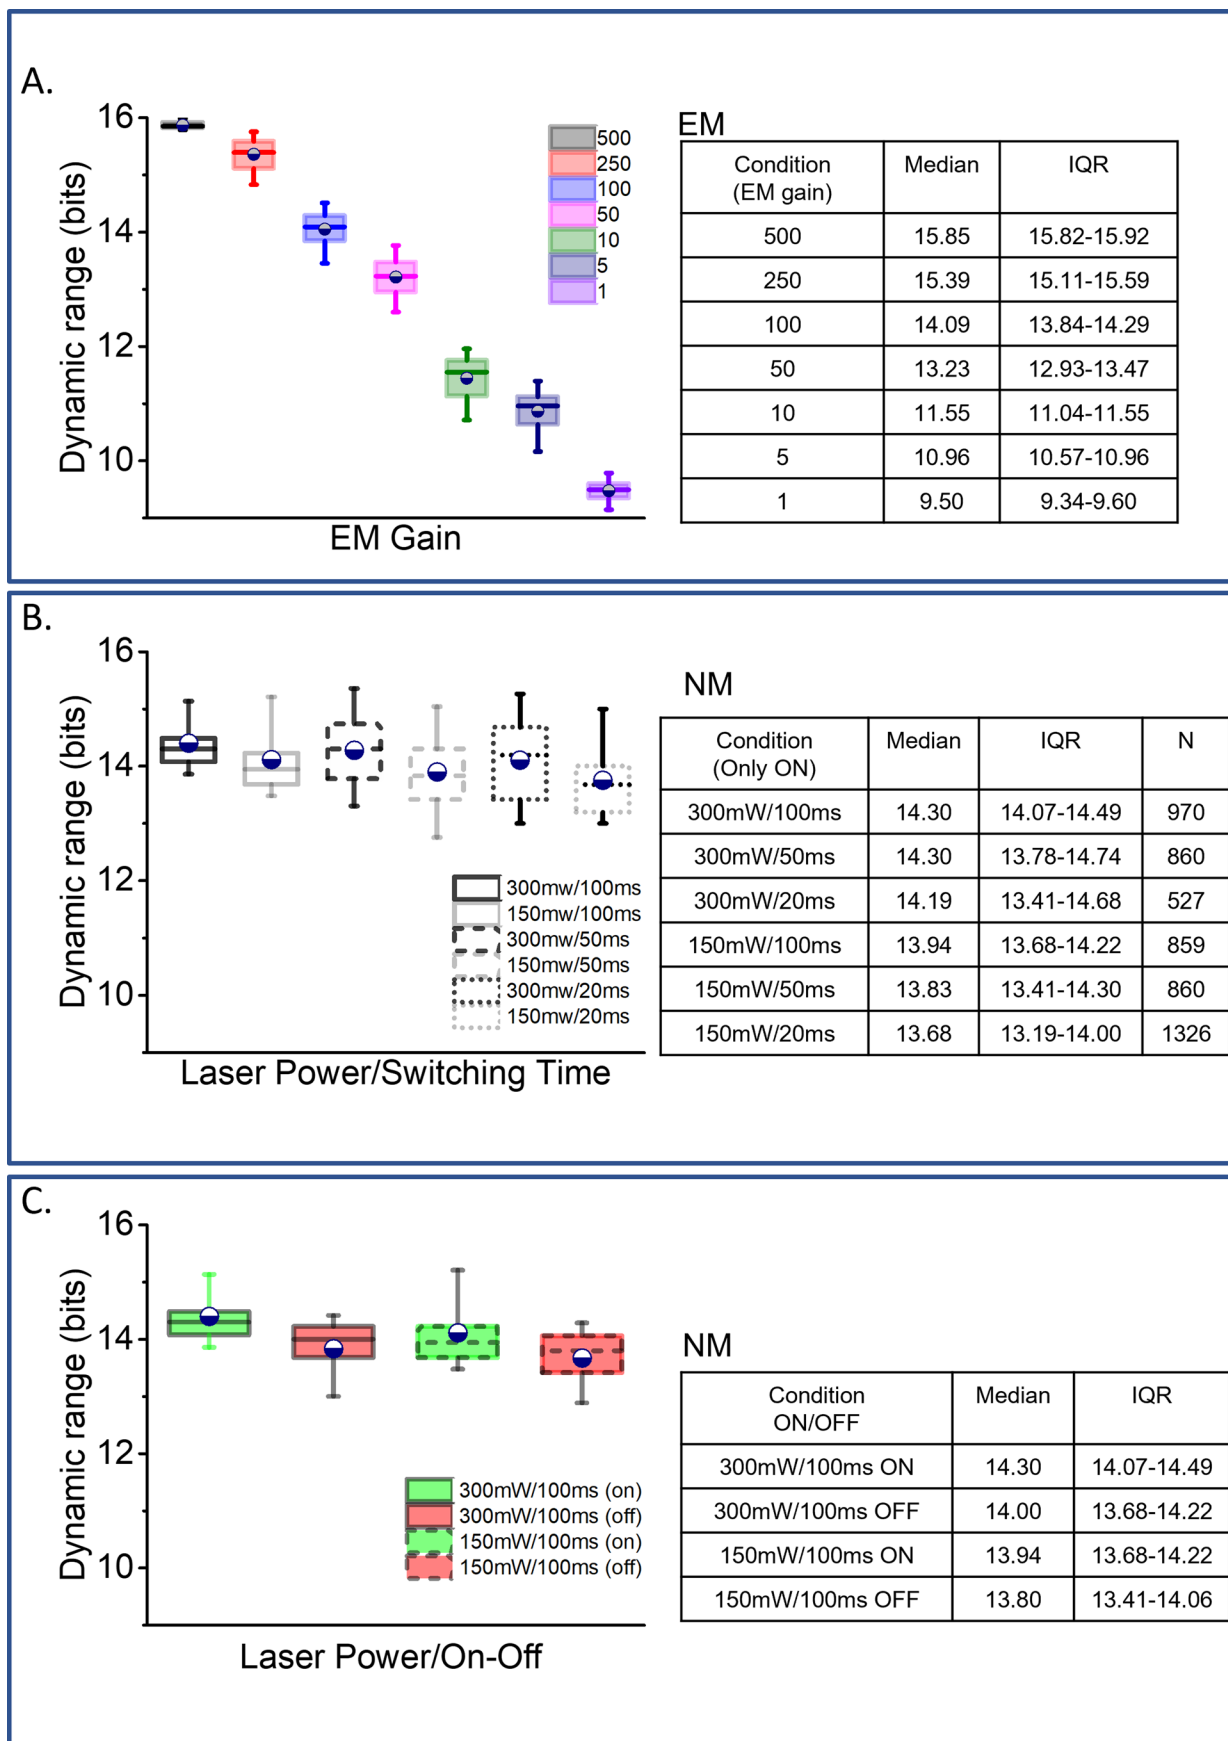 A.
Dynamic range (bits)
16
14
12
10
500
250
100
50
10
5
1
EM Gain
EM
Condition (EM gain) Median IQR
500 15.85 15.82-15.92
250 15.39 15.11-15.59
100 14.09 13.84-14.29
50 13.23 12.93-13.47
10 11.55 11.04-11.55
5 10.96 10.57-10.96
1 9.50 9.34-9.60
B.
Dynamic range (bits)
16
14
12
10
300mw/100ms
150mw/100ms
300mw/50ms
150mw/50ms
300mw/20ms
150mw/20ms
Laser Power/Switching Time
NM
Condition (Only ON) Median IQR N
300mW/100ms 14.30 14.07-14.49 970
300mW/50ms 14.30 13.78-14.74 860
300mW/20ms 14.19 13.41-14.68 527
150mW/100ms 13.94 13.68-14.22 859
150mW/50ms 13.83 13.41-14.30 860
150mW/20ms 13.68 13.19-14.00 1326
C.
Dynamic range (bits)
16
14
12
10
300mW/100ms (on)
300mW/100ms (off)
150mW/100ms (on)
150mW/100ms (off)
Laser Power/On-Off
NM
Condition ON/OFF Median IQR
300mW/100ms ON 14.30 14.07-14.49
300mW/100ms OFF 14.00 13.68-14.22
150mW/100ms ON 13.94 13.68-14.22
150mW/100ms OFF 13.80 13.41-14.06